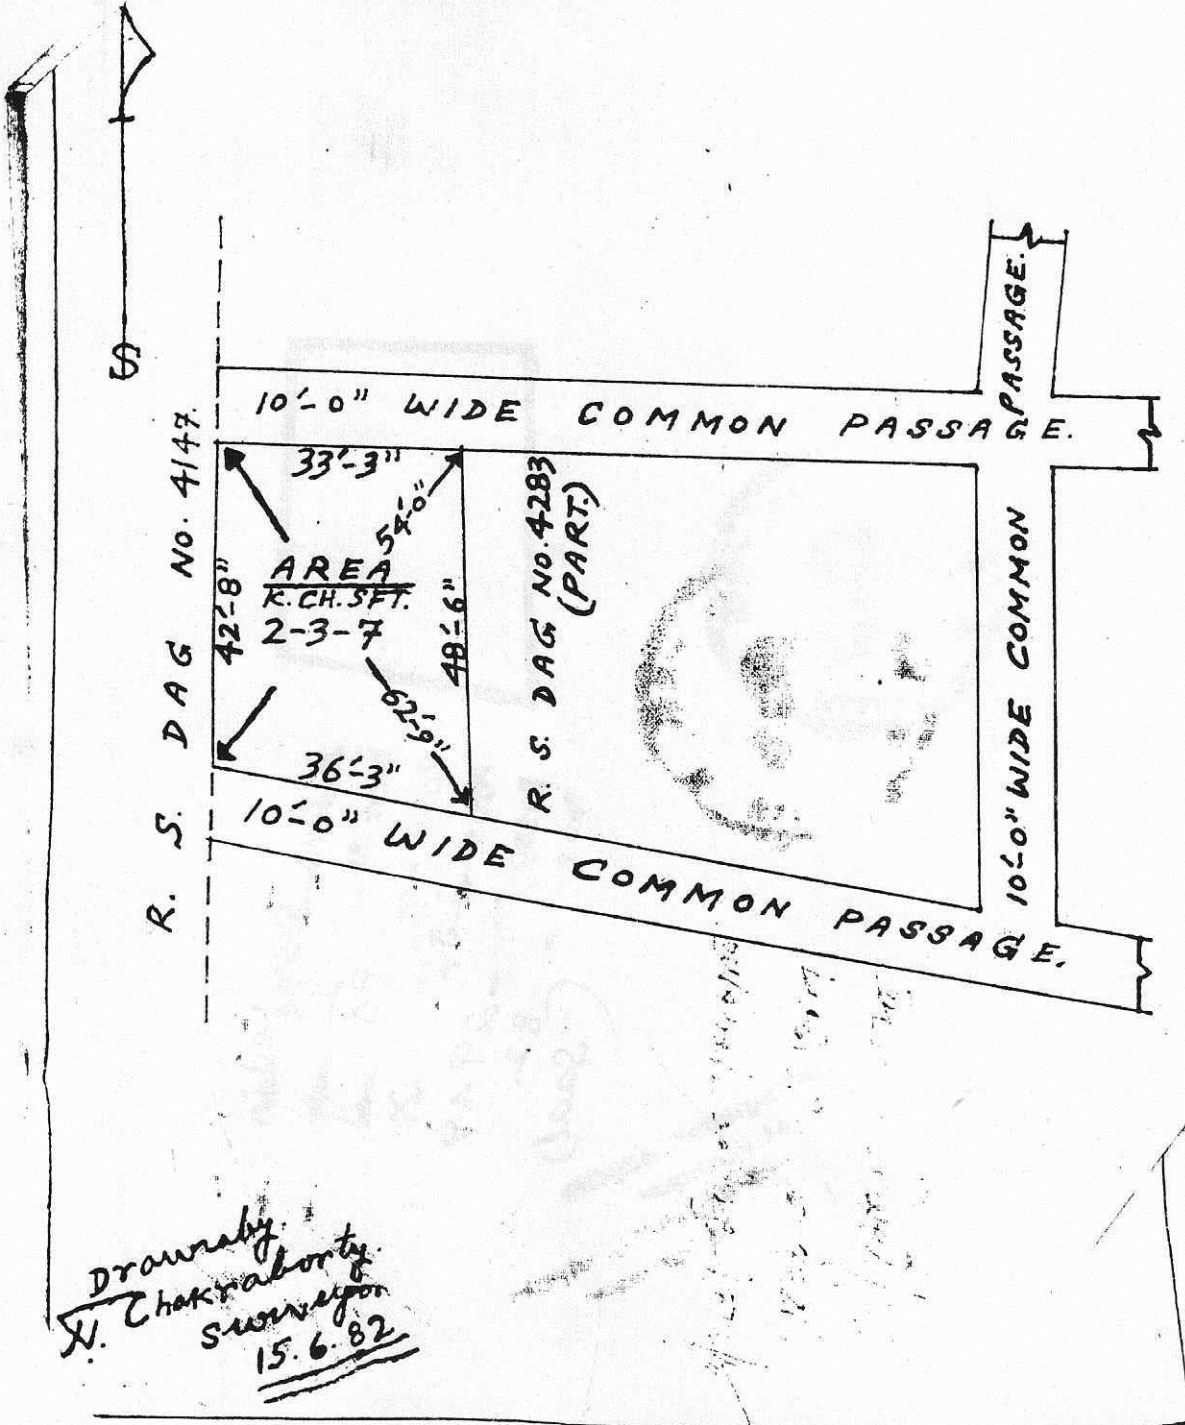 S
10'-0" WIDE COMMON PASSAGE.
10'-0" WIDE COMMON PASSAGE.
R. S. DAG NO. 4147.
33'-3"
54'-0"
42'-8"
AREA
K. CH. SFT.
2-3-7
48'-6"
62'-9"
36'-3"
R. S. DAG NO. 4283
(PART.)
10'-0" WIDE COMMON PASSAGE.
Drawn by.
N. Chakraborty.
Surveyor
15.6.82